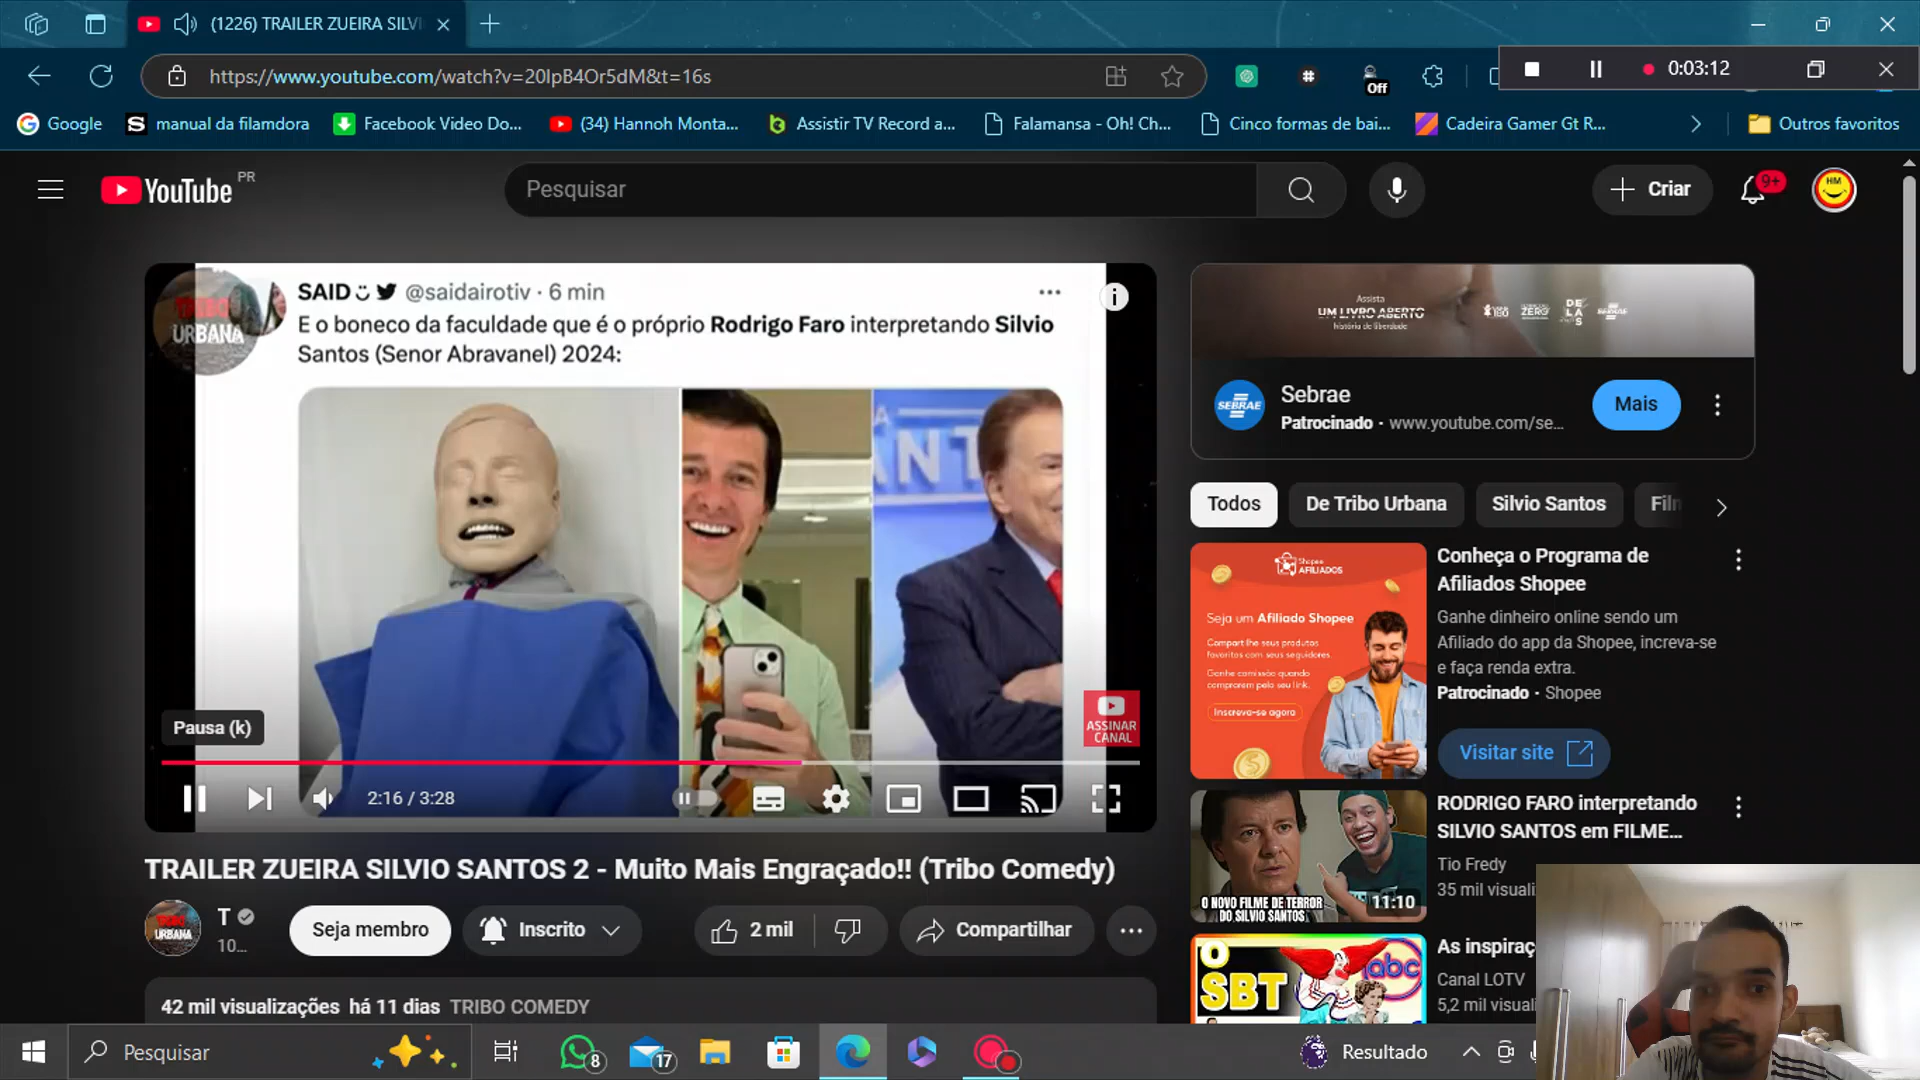 (1226) TRAILER ZUEIRA SILVI
https://www.youtube.com/watch?v=20IpB4Or5dM&t=16s
Off
0:03:12
Google
manual da filamdora
Facebook Video Do...
(34) Hannoh Monta...
Assistir TV Record a...
Falamansa - Oh! Ch...
Cinco formas de bai...
Cadeira Gamer Gt R...
Outros favoritos
YouTube PR
Pesquisar
Criar
9+
HM
TRIBO
URBANA
SAID @saidairotiv · 6 min
E o boneco da faculdade que é o próprio Rodrigo Faro interpretando Silvio
Santos (Senor Abravanel) 2024:
ANT
ASSINAR
CANAL
Pausa (k)
2:16 / 3:28
Assista
UM LIVRO ABERTO
história de liberdade
DE
LA
S
SEBRAE
Sebrae
Patrocinado · www.youtube.com/se...
Mais
Todos
De Tribo Urbana
Silvio Santos
Film
Shopee
AFILIADOS
Seja um Afiliado Shopee
Compartilhe seus produtos
favoritos com seus seguidores.
Ganhe comissão quando
comprarem pelo seu link.
Inscreva-se agora
Conheça o Programa de
Afiliados Shopee
Ganhe dinheiro online sendo um
Afiliado do app da Shopee, increva-se
e faça renda extra.
Patrocinado · Shopee
Visitar site
O NOVO FILME DE TERROR
DO SILVIO SANTOS
11:10
RODRIGO FARO interpretando
SILVIO SANTOS em FILME...
Tio Fredy
35 mil visuali
O
SBT
abc
As inspiraç
Canal LOTV
5,2 mil visuali
TRAILER ZUEIRA SILVIO SANTOS 2 - Muito Mais Engraçado!! (Tribo Comedy)
URBANA
T
10...
Seja membro
Inscrito
2 mil
Compartilhar
42 mil visualizações há 11 dias TRIBO COMEDY
Pesquisar
8
17
Resultado